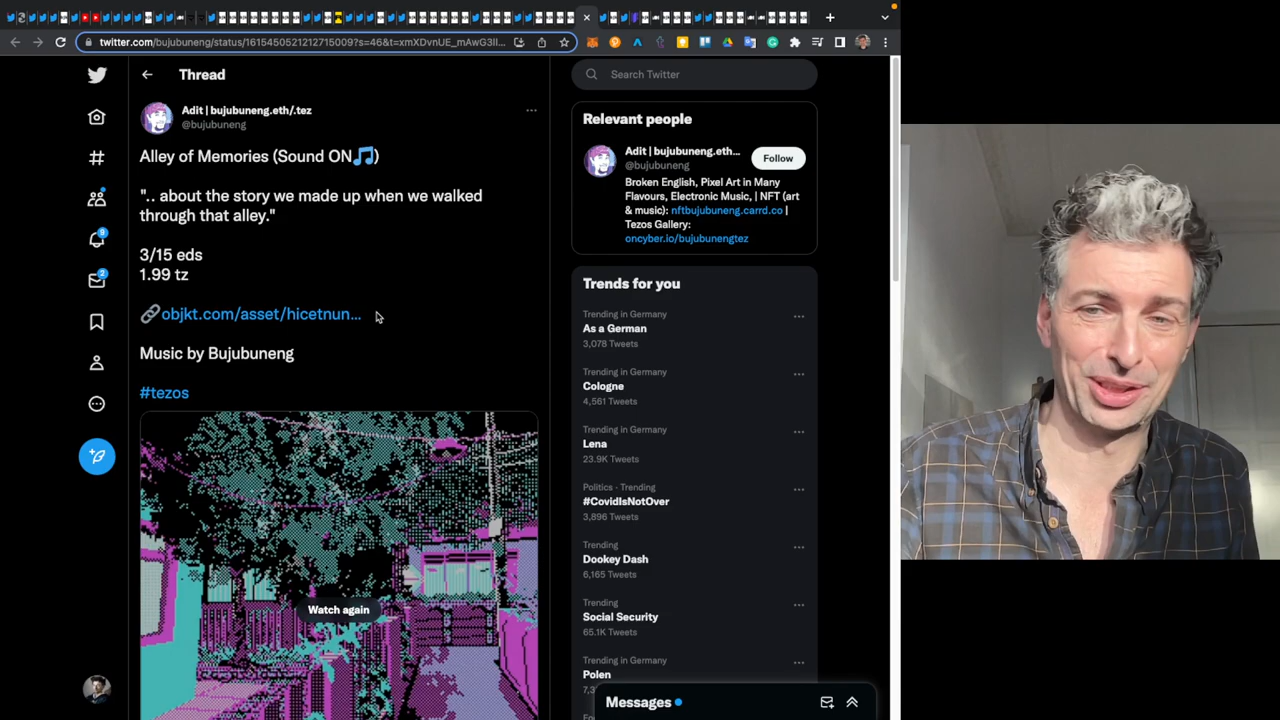 twitter.com/bujubuneng/status/1615450521212715009?s=46&t=xmXDvnUE_mAwG3Il...
Thread
Adit | bujubuneng.eth/.tez
@bujubuneng
Alley of Memories (Sound ON🎵)
".. about the story we made up when we walked
through that alley."
3/15 eds
1.99 tz
🔗objkt.com/asset/hicetnun...
Music by Bujubuneng
#tezos
Watch again
9
2
Search Twitter
Relevant people
Adit | bujubuneng.eth...
@bujubuneng
Follow
Broken English, Pixel Art in Many
Flavours, Electronic Music, | NFT (art
& music): nftbujubuneng.carrd.co |
Tezos Gallery:
oncyber.io/bujubunengtez
Trends for you
Trending in Germany
As a German
3,078 Tweets
Trending in Germany
Cologne
4,561 Tweets
Trending in Germany
Lena
23.9K Tweets
Politics · Trending
#CovidIsNotOver
3,896 Tweets
Trending
Dookey Dash
6,165 Tweets
Trending
Social Security
65.1K Tweets
Trending in Germany
Polen
Messages